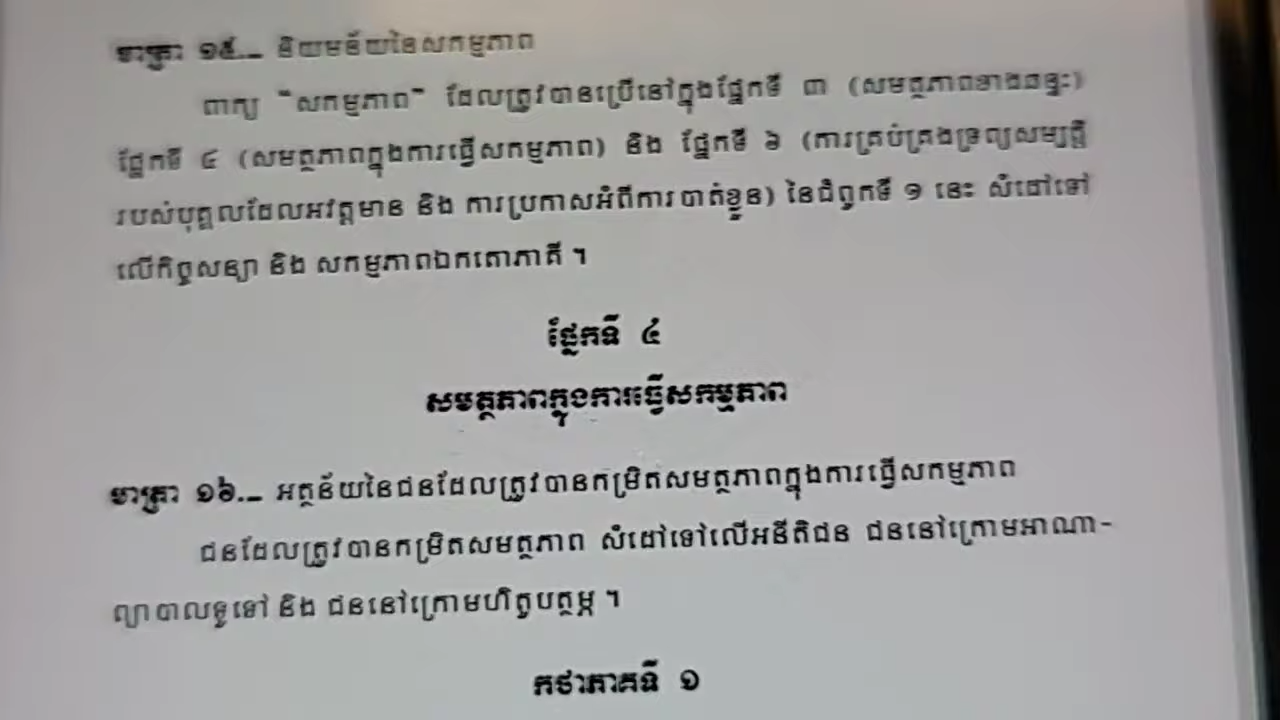 មាត្រា ១៥._ និយមន័យនៃសកម្មភាព
ពាក្យ “សកម្មភាព” ដែលត្រូវបានប្រើនៅក្នុងផ្នែកទី ៣ (សមត្ថភាពខាងឆន្ទៈ)
ផ្នែកទី ៤ (សមត្ថភាពក្នុងការធ្វើសកម្មភាព) និង ផ្នែកទី ៦ (ការគ្រប់គ្រងទ្រព្យសម្បត្តិ
របស់បុគ្គលដែលអវត្តមាន និង ការប្រកាសអំពីការបាត់ខ្លួន) នៃជំពូកទី ១ នេះ សំដៅទៅ
លើកិច្ចសន្យា និង សកម្មភាពឯកតោភាគី ។
ផ្នែកទី ៤
សមត្ថភាពក្នុងការធ្វើសកម្មភាព
មាត្រា ១៦._ អត្ថន័យនៃជនដែលត្រូវបានកម្រិតសមត្ថភាពក្នុងការធ្វើសកម្មភាព
ជនដែលត្រូវបានកម្រិតសមត្ថភាព សំដៅទៅលើអនីតិជន ជននៅក្រោមអាណា-
ព្យាបាលទូទៅ និង ជននៅក្រោមហិតូបត្ថម្ភ ។
កថាភាគទី ១